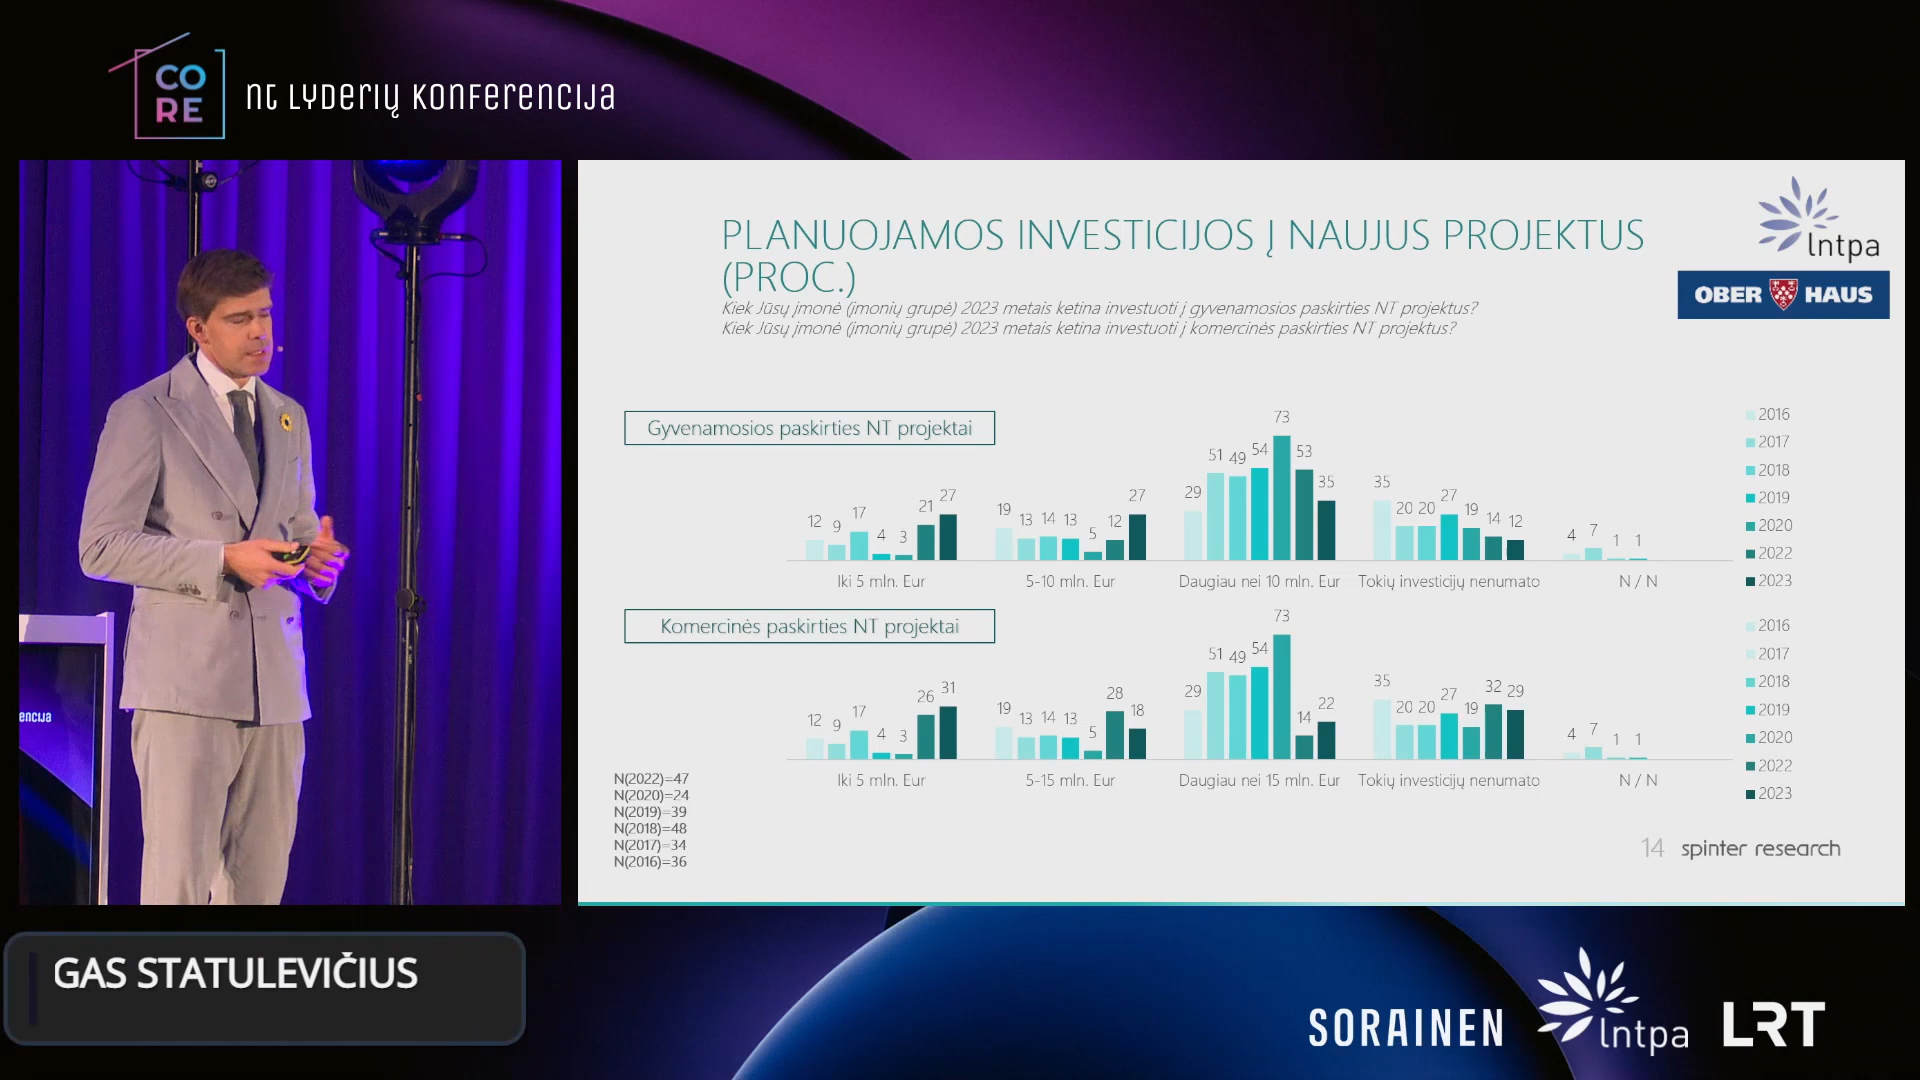 CO
RE
nt Lyderių Konferencija
PLANUOJAMOS INVESTICIJOS Į NAUJUS PROJEKTUS
(PROC.)
Kiek Jūsų įmonė (įmonių grupė) 2023 metais ketina investuoti į gyvenamosios paskirties NT projektus?
Kiek Jūsų įmonė (įmonių grupė) 2023 metais ketina investuoti į komercinės paskirties NT projektus?
lntpa
OBER HAUS
Gyvenamosios paskirties NT projektai
12 9 17 4 3 21 27
19 13 14 13 5 12 27
29 51 49 54 73 53 35
35 20 20 27 19 14 12
4 7 1 1
Iki 5 mln. Eur
5-10 mln. Eur
Daugiau nei 10 mln. Eur
Tokių investicijų nenumato
N / N
2016
2017
2018
2019
2020
2022
2023
Komercinės paskirties NT projektai
12 9 17 4 3 26 31
19 13 14 13 5 28 18
29 51 49 54 73 14 22
35 20 20 27 19 32 29
4 7 1 1
Iki 5 mln. Eur
5-15 mln. Eur
Daugiau nei 15 mln. Eur
Tokių investicijų nenumato
N / N
2016
2017
2018
2019
2020
2022
2023
N(2022)=47
N(2020)=24
N(2019)=39
N(2018)=48
N(2017)=34
N(2016)=36
14 spinter research
encija
GAS STATULEVIČIUS
SORAINEN
lntpa
LRT